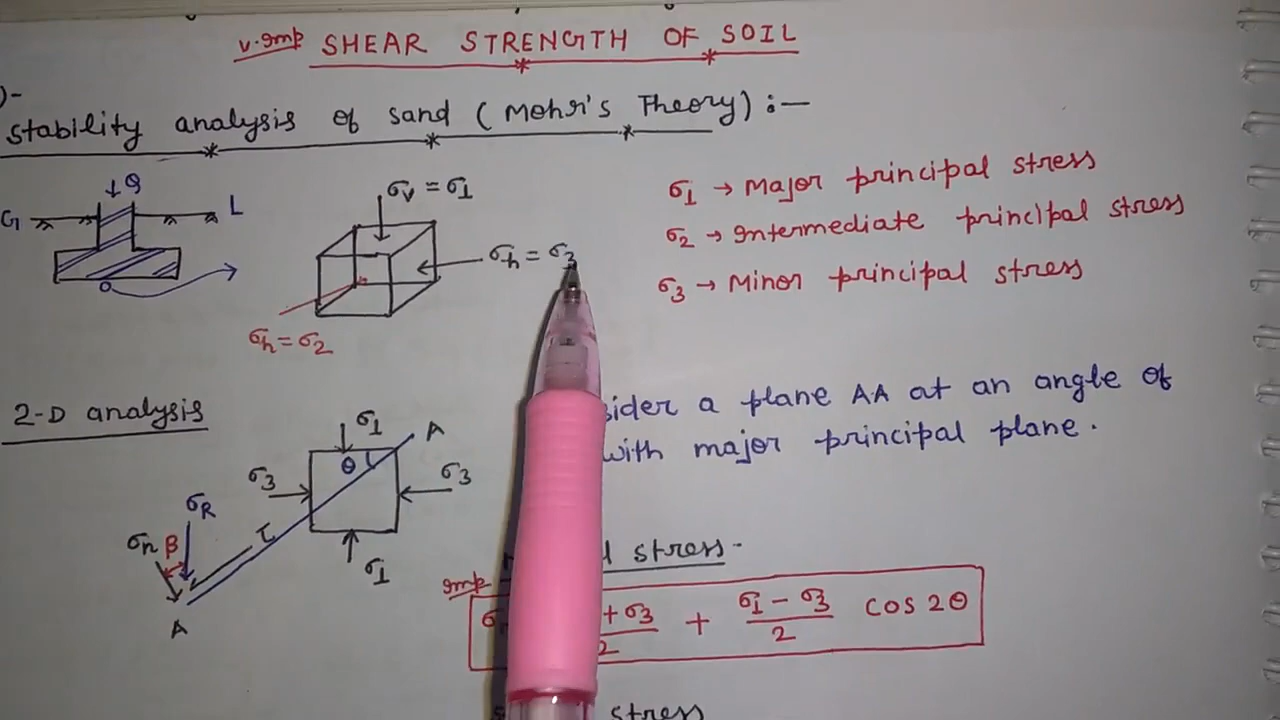 v.Imp SHEAR STRENGTH OF SOIL
)-
stability analysis of sand (Mohr's Theory) :-
↓Q
G L
σv = σ1
σh = σ3
σh = σ2
σ1 → Major principal stress
σ2 → Intermediate principal stress
σ3 → Minor principal stress
2-D analysis
σ1
A
θ
σ3
σ3
σR
σn β
τ
σ1
A
sider a plane AA at an angle of
with major principal plane.
stress.
Imp
σ + σ3 / 2 + σ1 - σ3 / 2 cos 2θ
stress